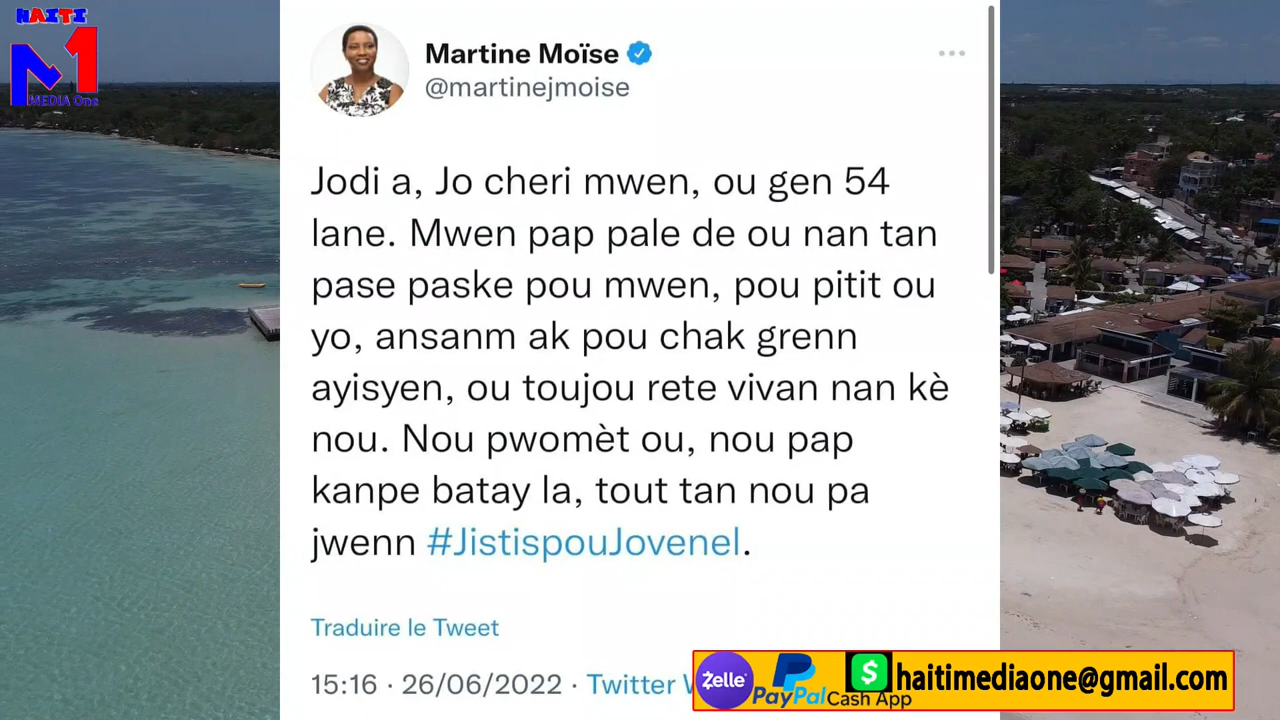 HAITI
M1
MEDIA One
Martine Moïse
@martinejmoise
Jodi a, Jo cheri mwen, ou gen 54
lane. Mwen pap pale de ou nan tan
pase paske pou mwen, pou pitit ou
yo, ansanm ak pou chak grenn
ayisyen, ou toujou rete vivan nan kè
nou. Nou pwomèt ou, nou pap
kanpe batay la, tout tan nou pa
jwenn #JistispouJovenel.
Traduire le Tweet
15:16 · 26/06/2022 · Twitter
Zelle
PayPal
$
Cash App
haitimediaone@gmail.com